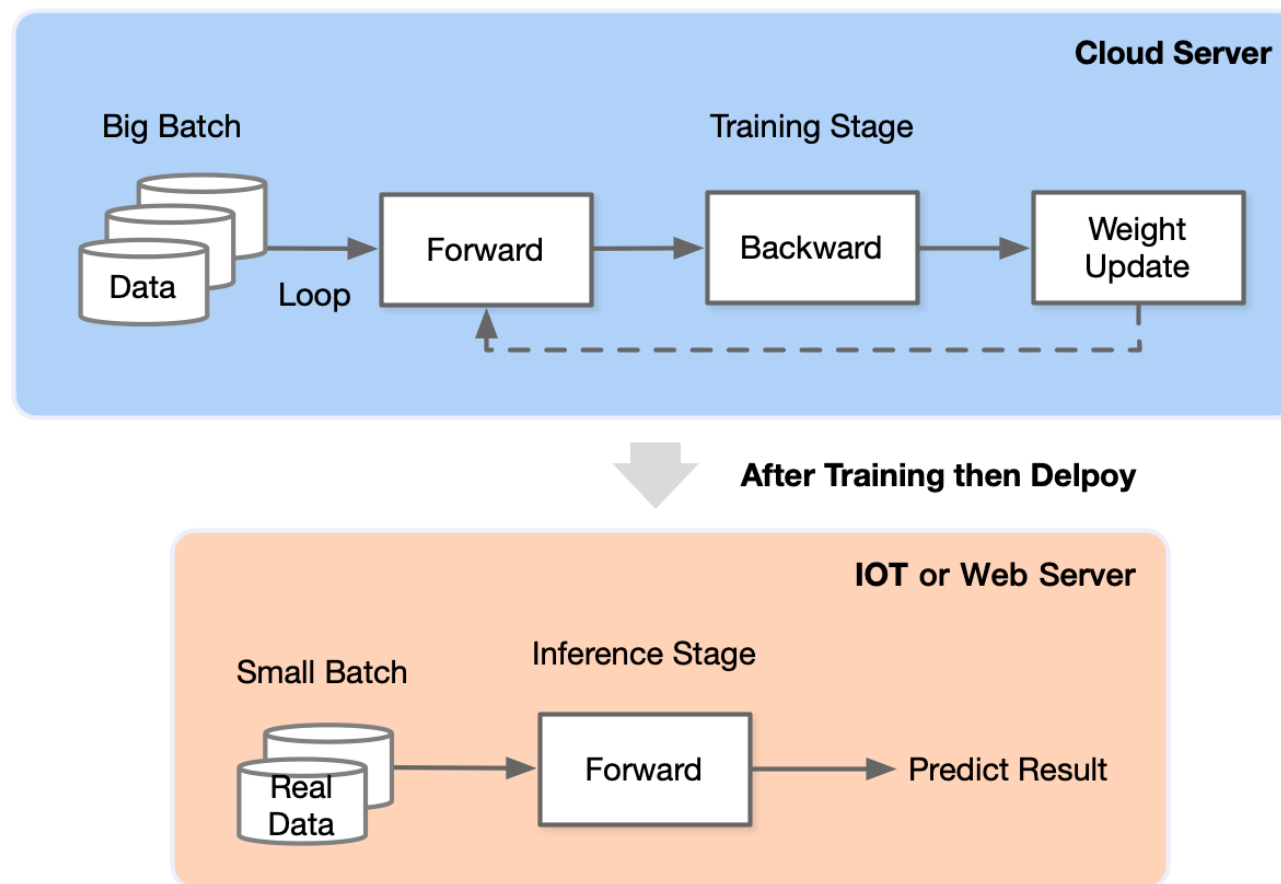 Cloud Server
Big Batch
Training Stage
Data
Loop
Forward
Backward
Weight
Update
After Training then Delpoy
IOT or Web Server
Inference Stage
Small Batch
Real
Data
Forward
Predict Result